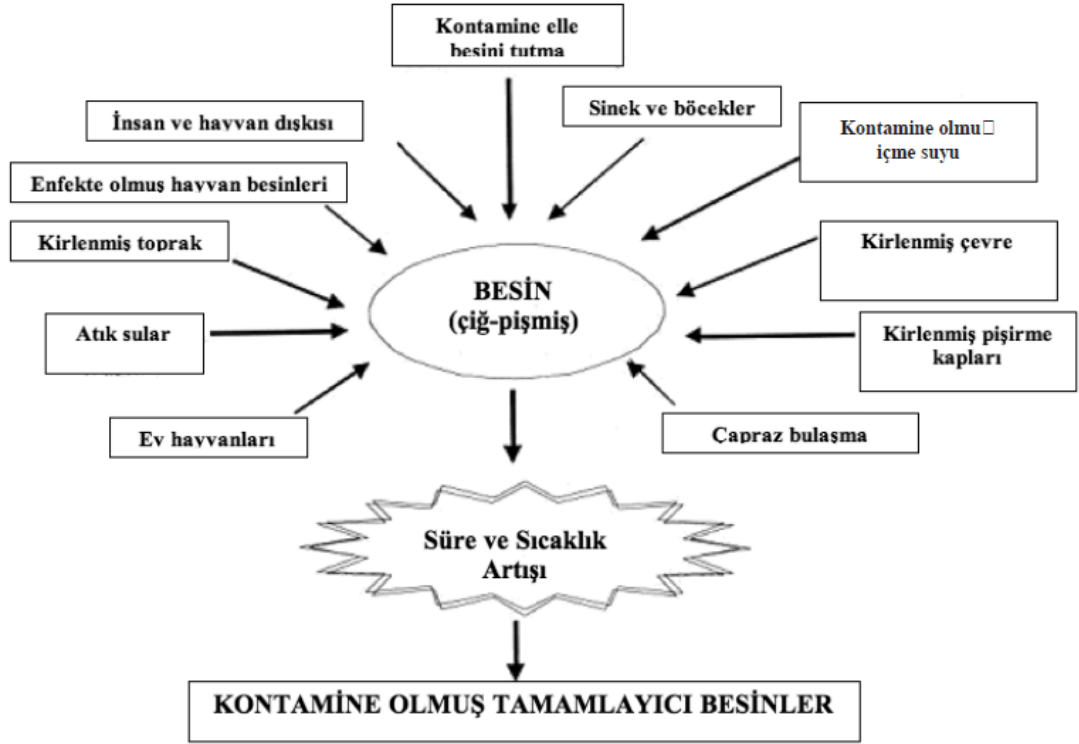 Kontamine elle
besini tutma
Sinek ve böcekler
İnsan ve hayvan dışkısı
Kontamine olmu□
içme suyu
Enfekte olmuş hayvan besinleri
Kirlenmiş toprak
Kirlenmiş çevre
BESİN
(çiğ-pişmiş)
Atık sular
Kirlenmiş pişirme
kapları
Ev hayvanları
Çapraz bulaşma
Süre ve Sıcaklık
Artışı
KONTAMİNE OLMUŞ TAMAMLAYICI BESİNLER